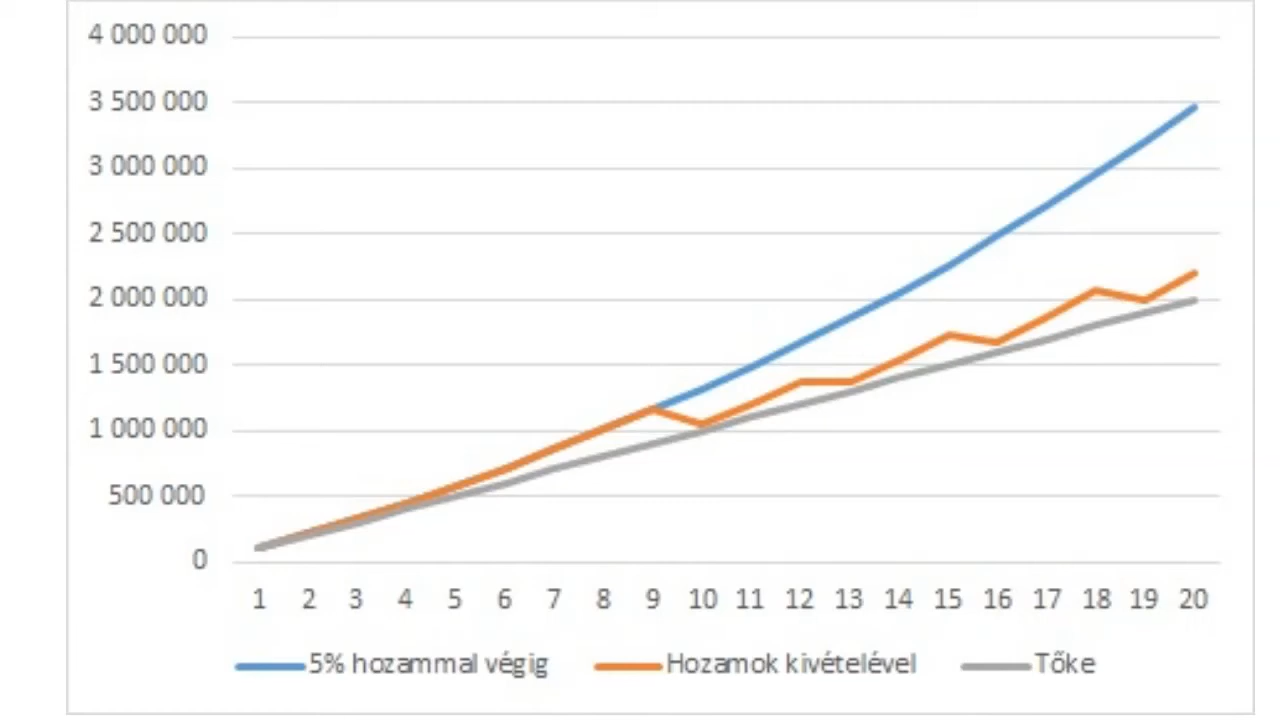 4 000 000
3 500 000
3 000 000
2 500 000
2 000 000
1 500 000
1 000 000
500 000
0
1 2 3 4 5 6 7 8 9 10 11 12 13 14 15 16 17 18 19 20
5% hozammal végig Hozamok kivételével Tőke